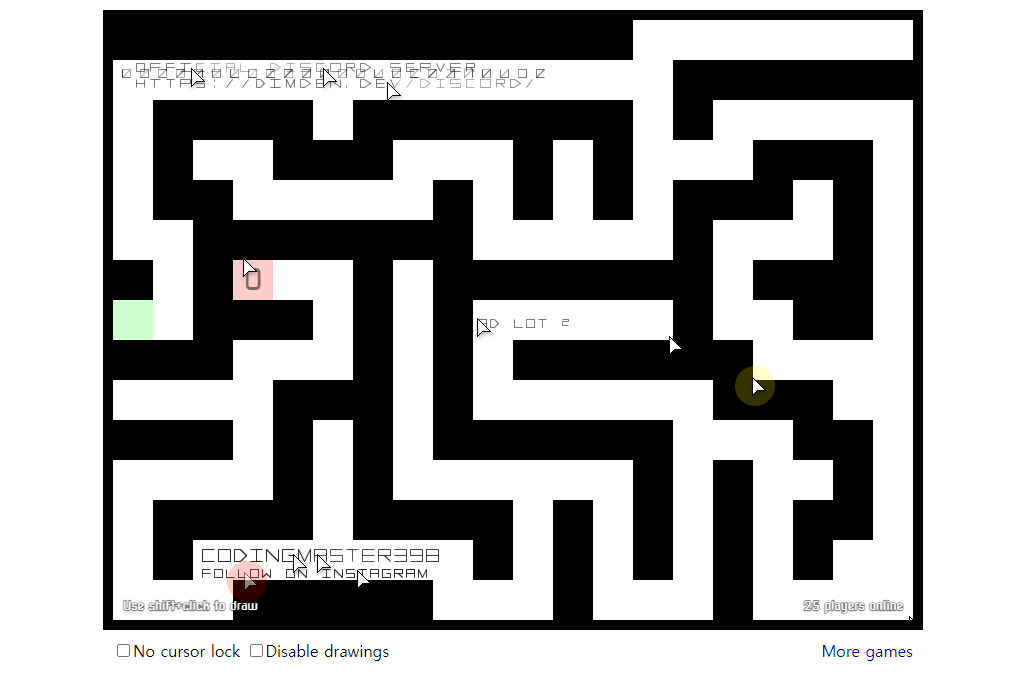 OFFICIAL DISCORD SERVER
HTTPS://DIMDEN.DEV/DISCORD/
0
LOT 2
CODINGMASTER398
FOLLOW ON INSTAGRAM
Use shift+click to draw
25 players online
No cursor lock
Disable drawings
More games